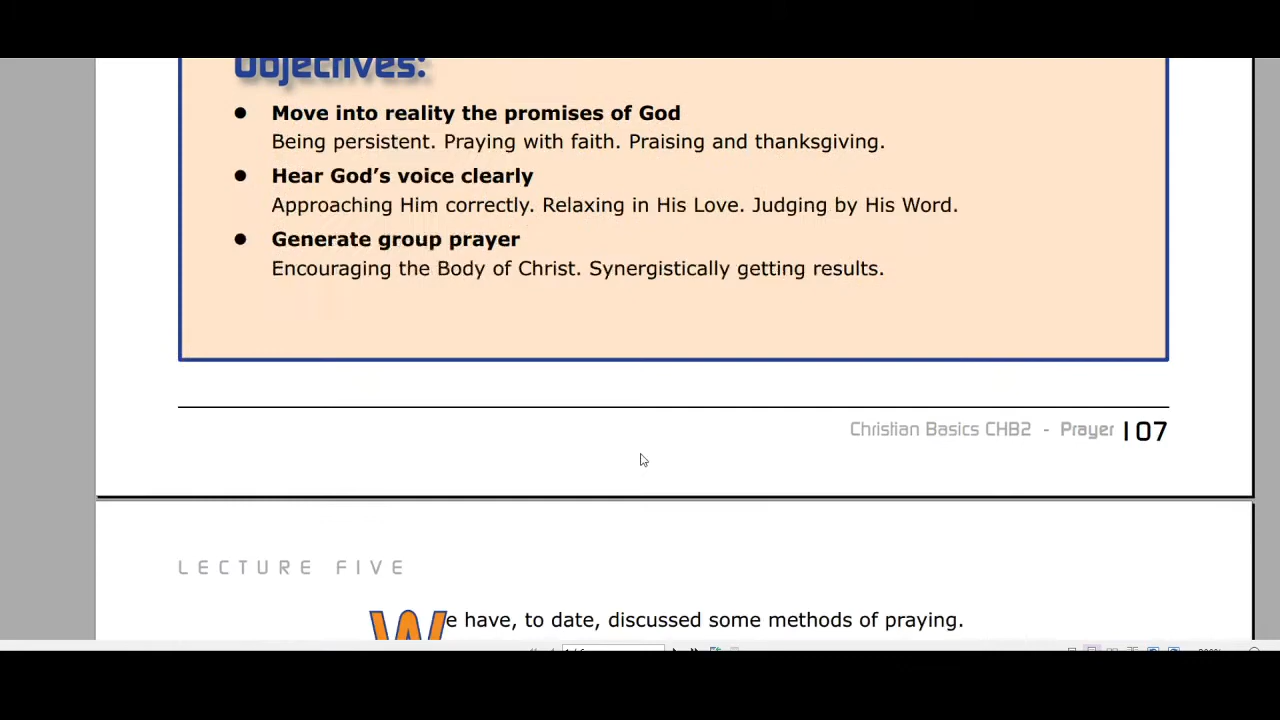 Objectives:
● Move into reality the promises of God
Being persistent. Praying with faith. Praising and thanksgiving.
● Hear God’s voice clearly
Approaching Him correctly. Relaxing in His Love. Judging by His Word.
● Generate group prayer
Encouraging the Body of Christ. Synergistically getting results.
Christian Basics CHB2 - Prayer | 07
LECTURE FIVE
We have, to date, discussed some methods of praying.